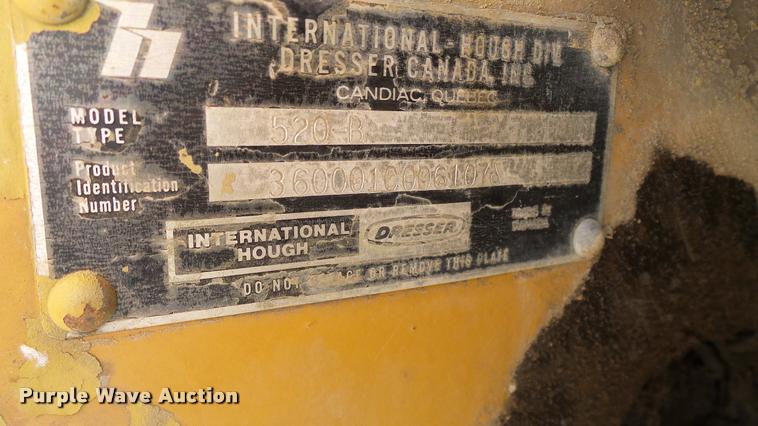 INTERNATIONAL-HOUGH DIV.
DRESSER CANADA, INC.
CANDIAC, QUEBEC
MODEL TYPE
520-B
Product Identification Number
INTERNATIONAL HOUGH
DRESSER
DO NOT OR REMOVE THIS PLATE
Purple Wave Auction